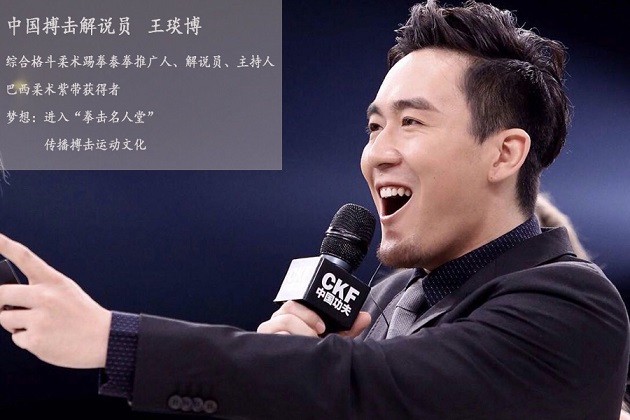 中国搏击解说员 王琰博
综合格斗柔术踢拳泰拳推广人、解说员、主持人
巴西柔术紫带获得者
梦想：进入“拳击名人堂”
传播搏击运动文化
CKF
中国功夫